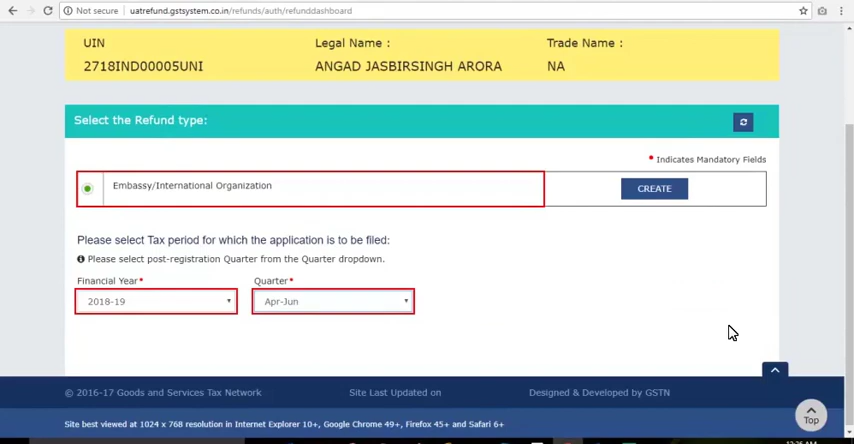 Not secure | uatrefund.gstsystem.co.in/refunds/auth/refunddashboard
UIN Legal Name : Trade Name :
2718IND00005UNI ANGAD JASBIRSINGH ARORA NA
Select the Refund type:
• Indicates Mandatory Fields
Embassy/International Organization CREATE
Please select Tax period for which the application is to be filed:
Please select post-registration Quarter from the Quarter dropdown.
Financial Year• Quarter•
2018-19 Apr-Jun
© 2016-17 Goods and Services Tax Network Site Last Updated on Designed & Developed by GSTN
Site best viewed at 1024 x 768 resolution in Internet Explorer 10+, Google Chrome 49+, Firefox 45+ and Safari 6+
Top